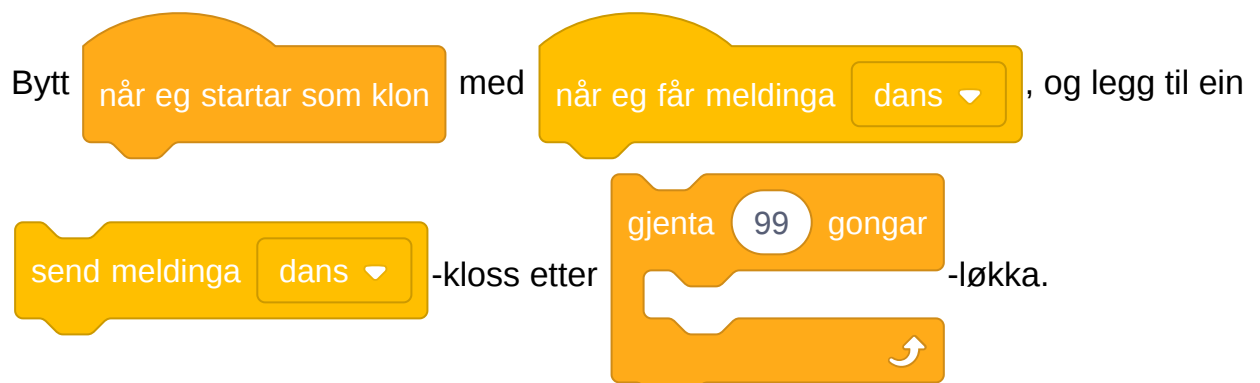 Bytt når eg startar som klon med når eg får meldinga dans , og legg til ein
send meldinga dans -kloss etter gjenta 99 gongar -løkka.